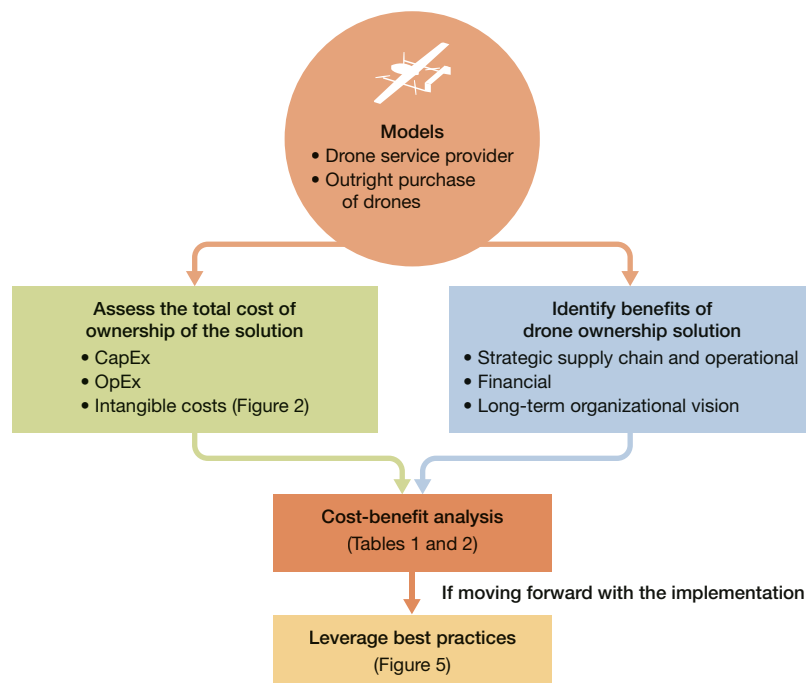 Models
• Drone service provider
• Outright purchase
of drones
Assess the total cost of
ownership of the solution
• CapEx
• OpEx
• Intangible costs (Figure 2)
Identify benefits of
drone ownership solution
• Strategic supply chain and operational
• Financial
• Long-term organizational vision
Cost-benefit analysis
(Tables 1 and 2)
If moving forward with the implementation
Leverage best practices
(Figure 5)